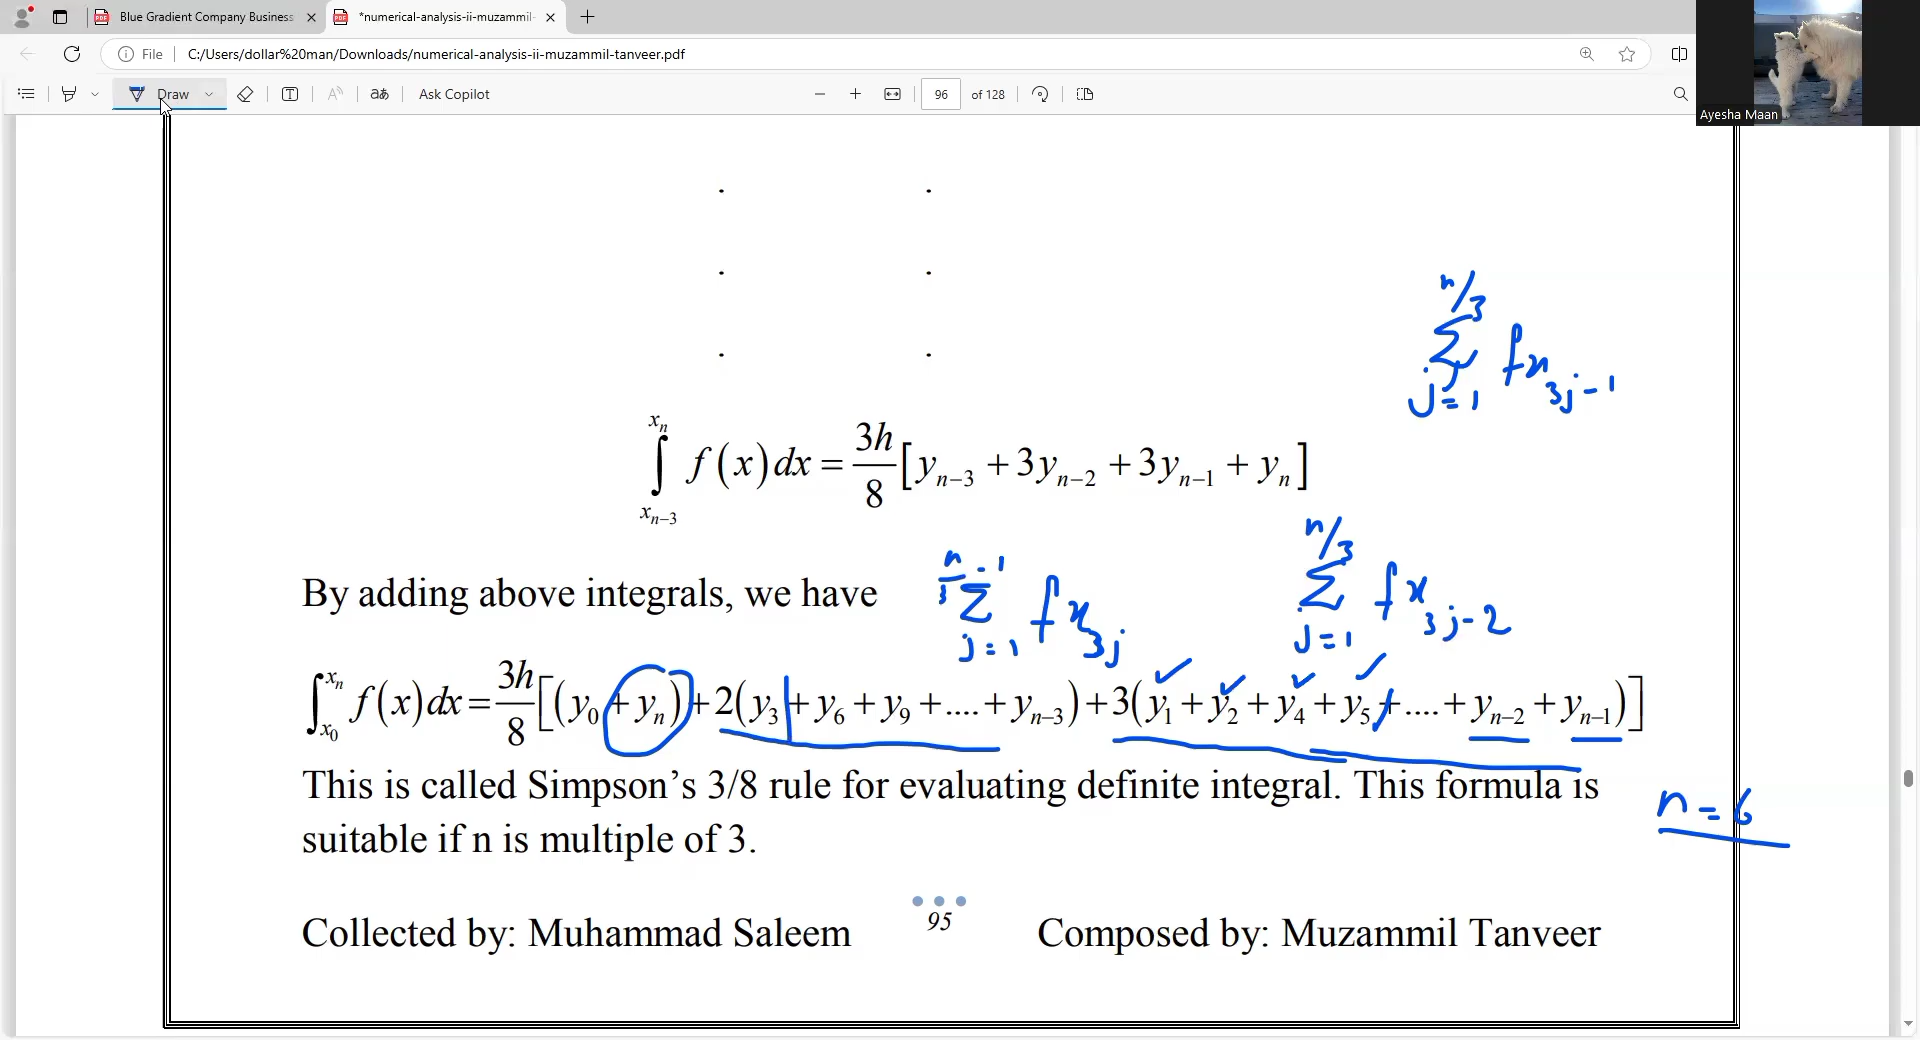 Blue Gradient Company Business
*numerical-analysis-ii-muzammil-
File C:/Users/dollar%20man/Downloads/numerical-analysis-ii-muzammil-tanveer.pdf
Draw aあ Ask Copilot 96 of 128
Ayesha Maan
. .
. .
. .
n/3 ∑ j=1 fx_{3j-1}
∫_{x_{n-3}}^{x_n} f(x)dx = 3h/8 [y_{n-3} + 3y_{n-2} + 3y_{n-1} + y_n]
n/3 -1 ∑ j=1 fx_{3j} n/3 ∑ j=1 fx_{3j-2}
By adding above integrals, we have
∫_{x_0}^{x_n} f(x)dx = 3h/8 [(y_0 + y_n) + 2(y_3 + y_6 + y_9 + .... + y_{n-3}) + 3(y_1 + y_2 + y_4 + y_5 + .... + y_{n-2} + y_{n-1})]
This is called Simpson’s 3/8 rule for evaluating definite integral. This formula is
n = 6
suitable if n is multiple of 3.
95
Collected by: Muhammad Saleem Composed by: Muzammil Tanveer